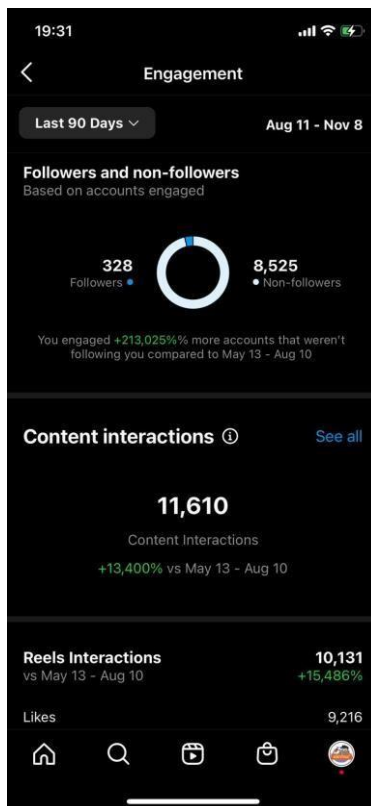 19:31
Engagement
Last 90 Days
Aug 11 - Nov 8
Followers and non-followers
Based on accounts engaged
328
Followers
8,525
Non-followers
You engaged +213,025%% more accounts that weren't
following you compared to May 13 - Aug 10
Content interactions
See all
11,610
Content Interactions
+13,400% vs May 13 - Aug 10
Reels Interactions
10,131
vs May 13 - Aug 10
+15,486%
Likes
9,216